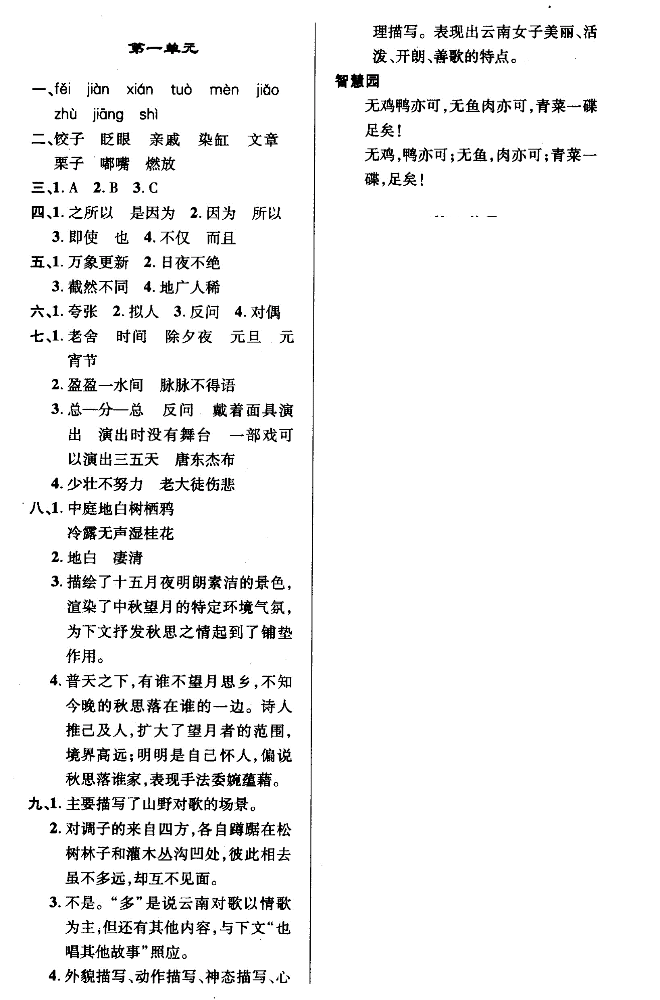 第一单元
一、fěi jiàn xián tuò mèn jiǎo
zhù jiāng shì
二、饺子 眨眼 亲戚 染缸 文章
栗子 嘟嘴 燃放
三、1. A 2. B 3. C
四、1. 之所以 是因为 2. 因为 所以
3. 即使 也 4. 不仅 而且
五、1. 万象更新 2. 日夜不绝
3. 截然不同 4. 地广人稀
六、1. 夸张 2. 拟人 3. 反问 4. 对偶
七、1. 老舍 时间 除夕夜 元旦 元
宵节
2. 盈盈一水间 脉脉不得语
3. 总—分—总 反问 戴着面具演
出 演出时没有舞台 一部戏可
以演出三五天 唐东杰布
4. 少壮不努力 老大徒伤悲
八、1. 中庭地白树栖鸦
冷露无声湿桂花
2. 地白 凄清
3. 描绘了十五月夜明朗素洁的景色,
渲染了中秋望月的特定环境气氛,
为下文抒发秋思之情起到了铺垫
作用。
4. 普天之下,有谁不望月思乡,不知
今晚的秋思落在谁的一边。诗人
推己及人,扩大了望月者的范围,
境界高远;明明是自己怀人,偏说
秋思落谁家,表现手法委婉蕴藉。
九、1. 主要描写了山野对歌的场景。
2. 对调子的来自四方,各自蹲踞在松
树林子和灌木丛沟凹处,彼此相去
虽不多远,却互不见面。
3. 不是。“多”是说云南对歌以情歌
为主,但还有其他内容,与下文“也
唱其他故事”照应。
4. 外貌描写、动作描写、神态描写、心
理描写。表现出云南女子美丽、活
泼、开朗、善歌的特点。
智慧园
无鸡鸭亦可,无鱼肉亦可,青菜一碟
足矣!
无鸡,鸭亦可;无鱼,肉亦可;青菜一
碟,足矣!